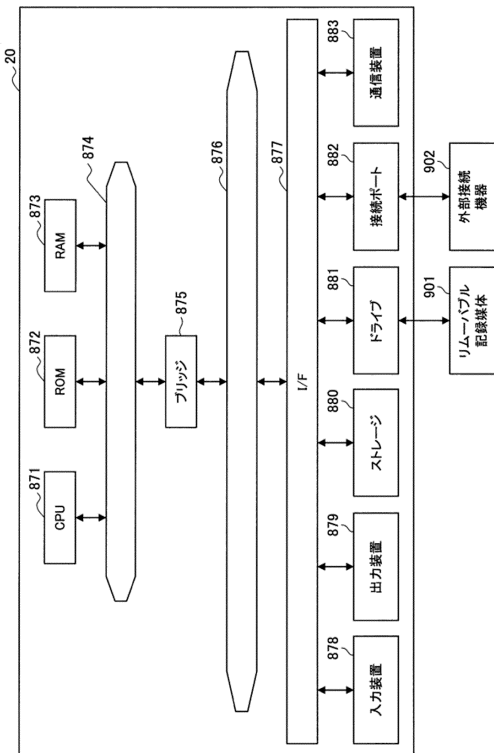 20
871
CPU
872
ROM
873
RAM
874
875
ブリッジ
876
877
I/F
878
入力装置
879
出力装置
880
ストレージ
881
ドライブ
882
接続ポート
883
通信装置
901
リムーバブル
記録媒体
902
外部接続
機器